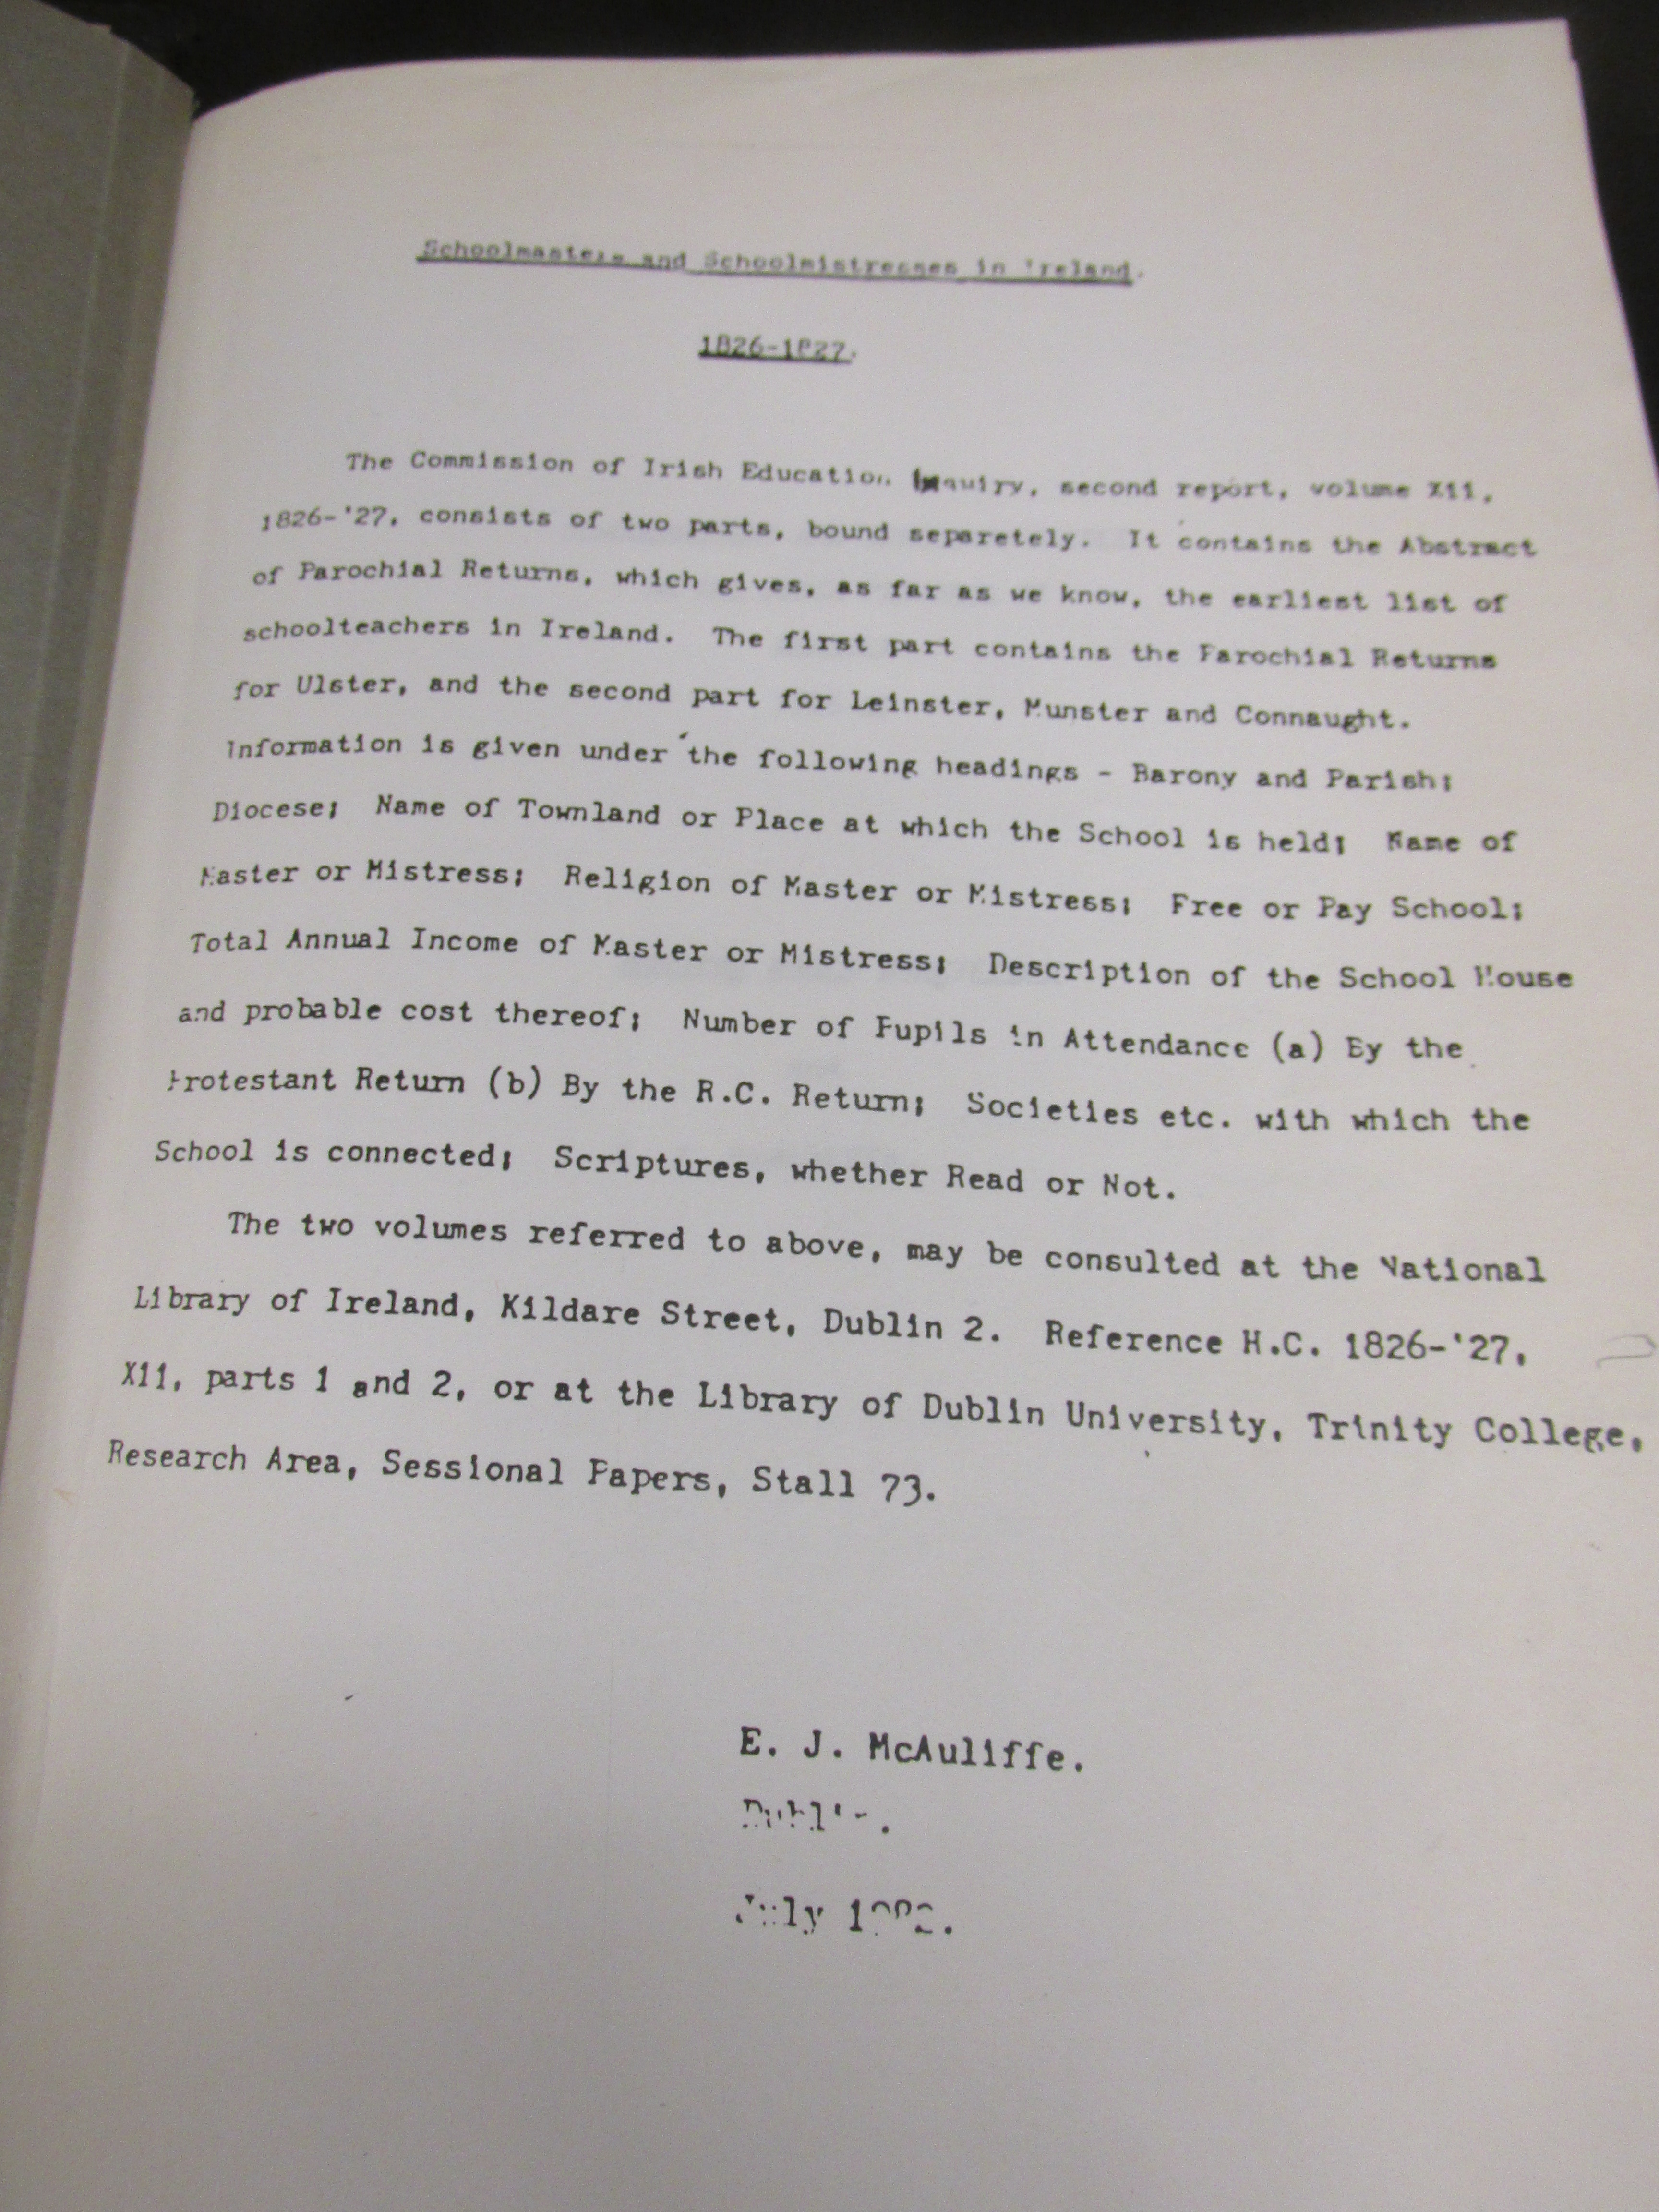 Schoolmasters and Schoolmistresses in Ireland.
1826-1827.
The Commission of Irish Education Inquiry, second report, volume X11,
1826-'27, consists of two parts, bound separetely. It contains the Abstract
of Parochial Returns, which gives, as far as we know, the earliest list of
schoolteachers in Ireland. The first part contains the Parochial Returns
for Ulster, and the second part for Leinster, Munster and Connaught.
Information is given under the following headings - Barony and Parish;
Diocese; Name of Townland or Place at which the School is held; Name of
Master or Mistress; Religion of Master or Mistress; Free or Pay School;
Total Annual Income of Master or Mistress; Description of the School House
and probable cost thereof; Number of Pupils in Attendance (a) By the
Protestant Return (b) By the R.C. Return; Societies etc. with which the
School is connected; Scriptures, whether Read or Not.
The two volumes referred to above, may be consulted at the National
Library of Ireland, Kildare Street, Dublin 2. Reference H.C. 1826-'27,
X11, parts 1 and 2, or at the Library of Dublin University, Trinity College,
Research Area, Sessional Papers, Stall 73.
E. J. McAuliffe.
Dublin.
July